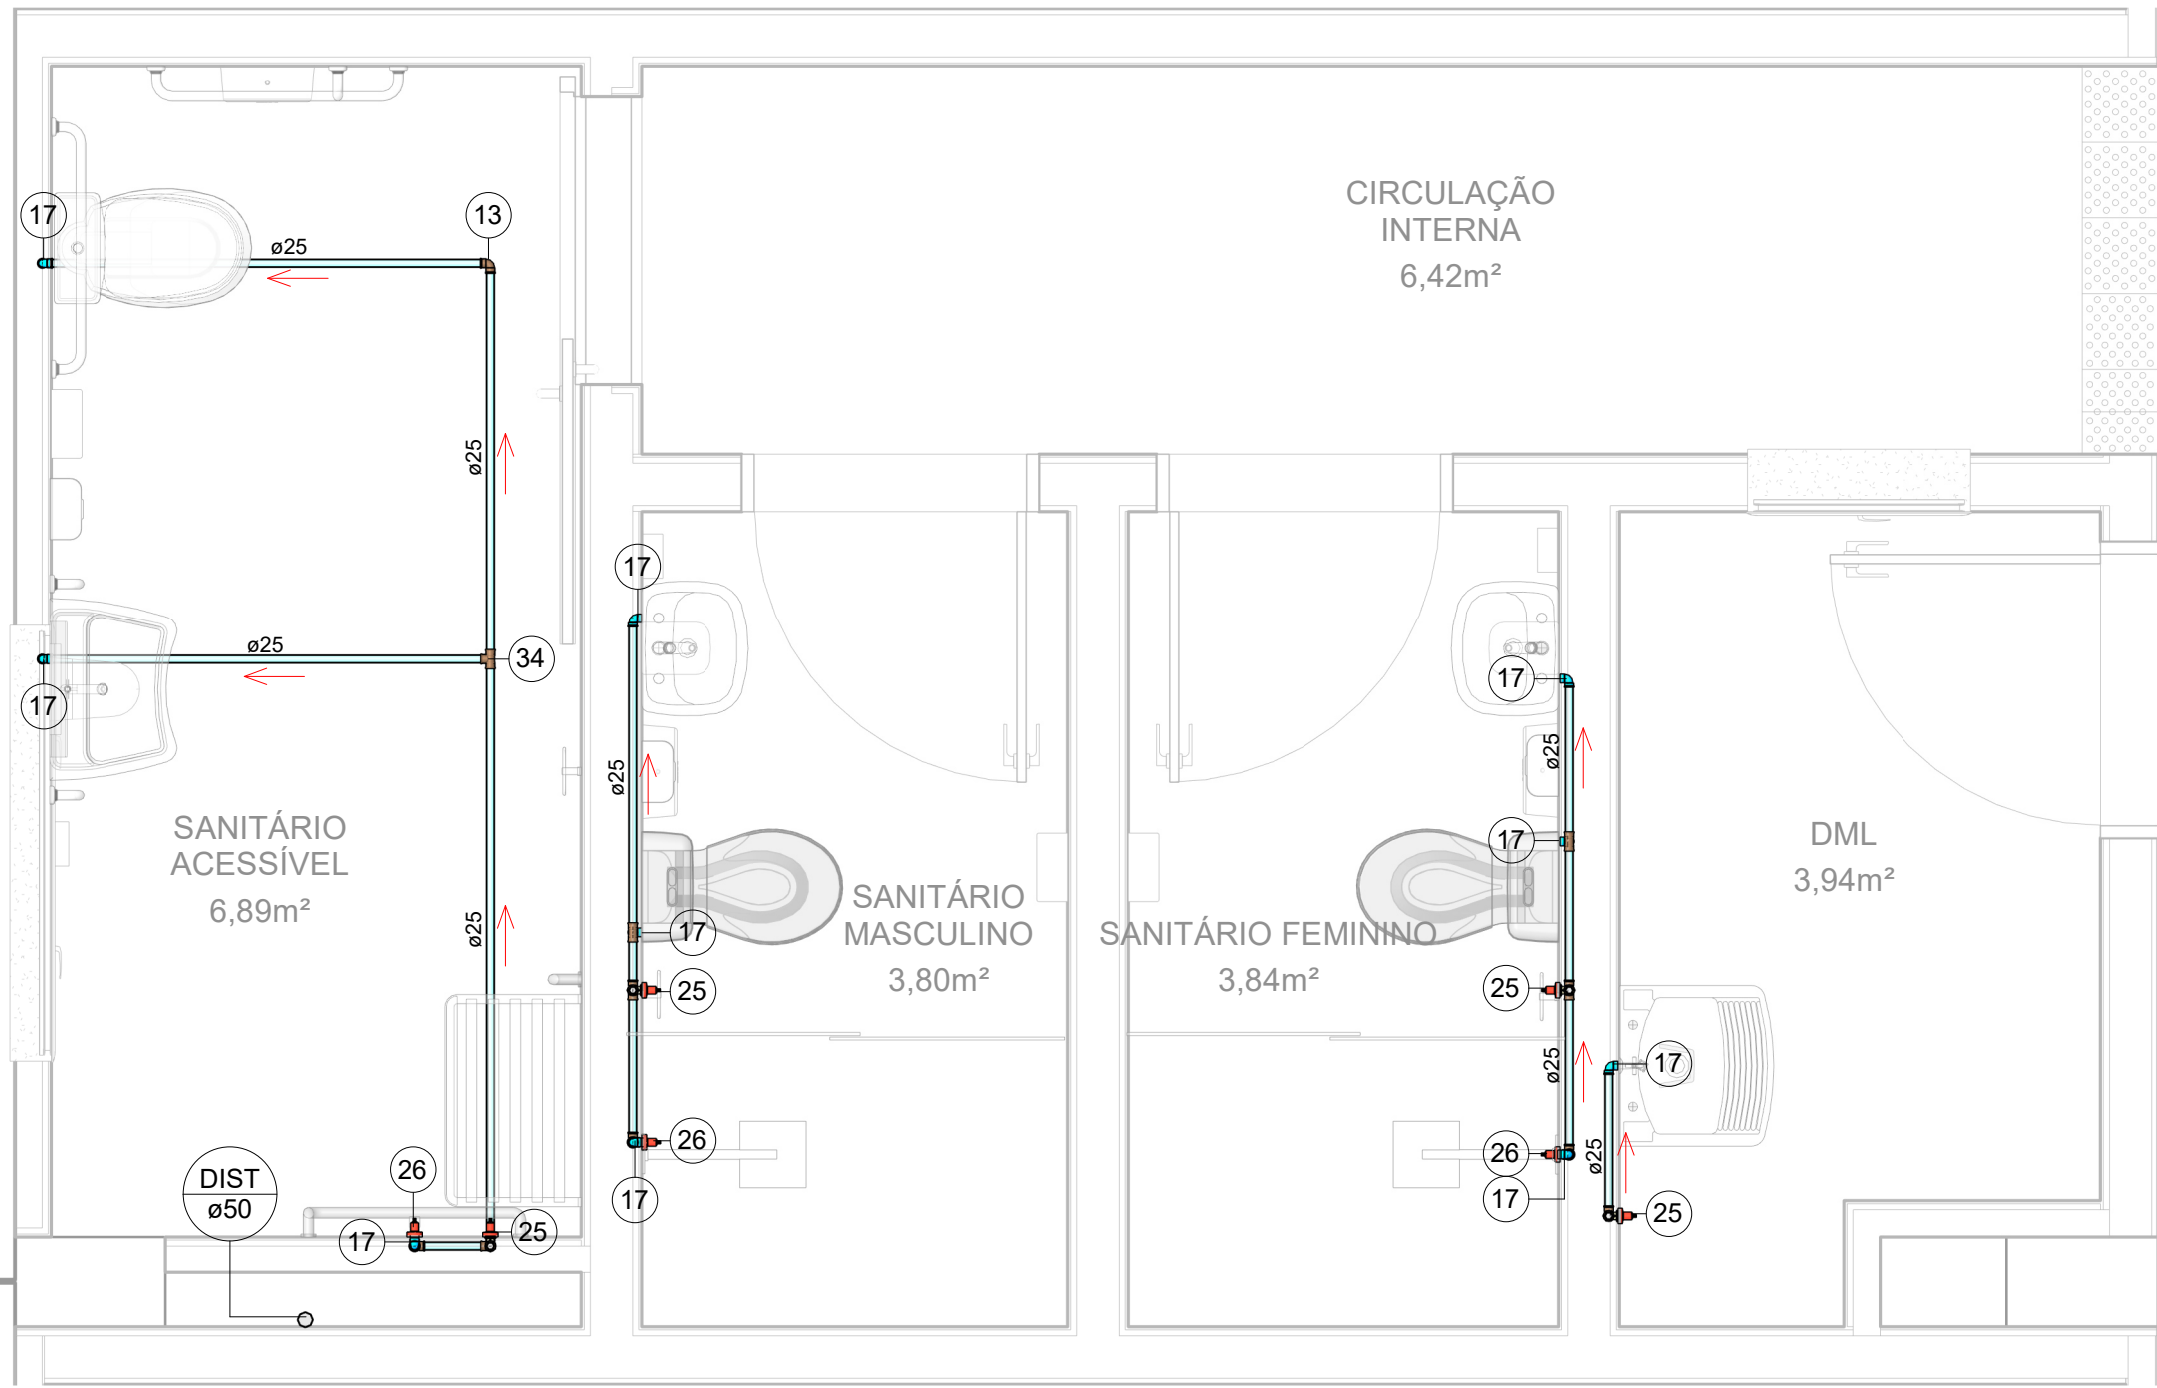 CIRCULAÇÃO
INTERNA
6,42m²
17
13
ø25
ø25
ø25
34
17
SANITÁRIO
ACESSÍVEL
6,89m²
ø25
26
DIST
ø50
17
25
17
ø25
17
25
26
17
SANITÁRIO
MASCULINO
3,80m²
SANITÁRIO FEMININO
3,84m²
17
ø25
17
25
ø25
26
17
DML
3,94m²
17
ø25
25